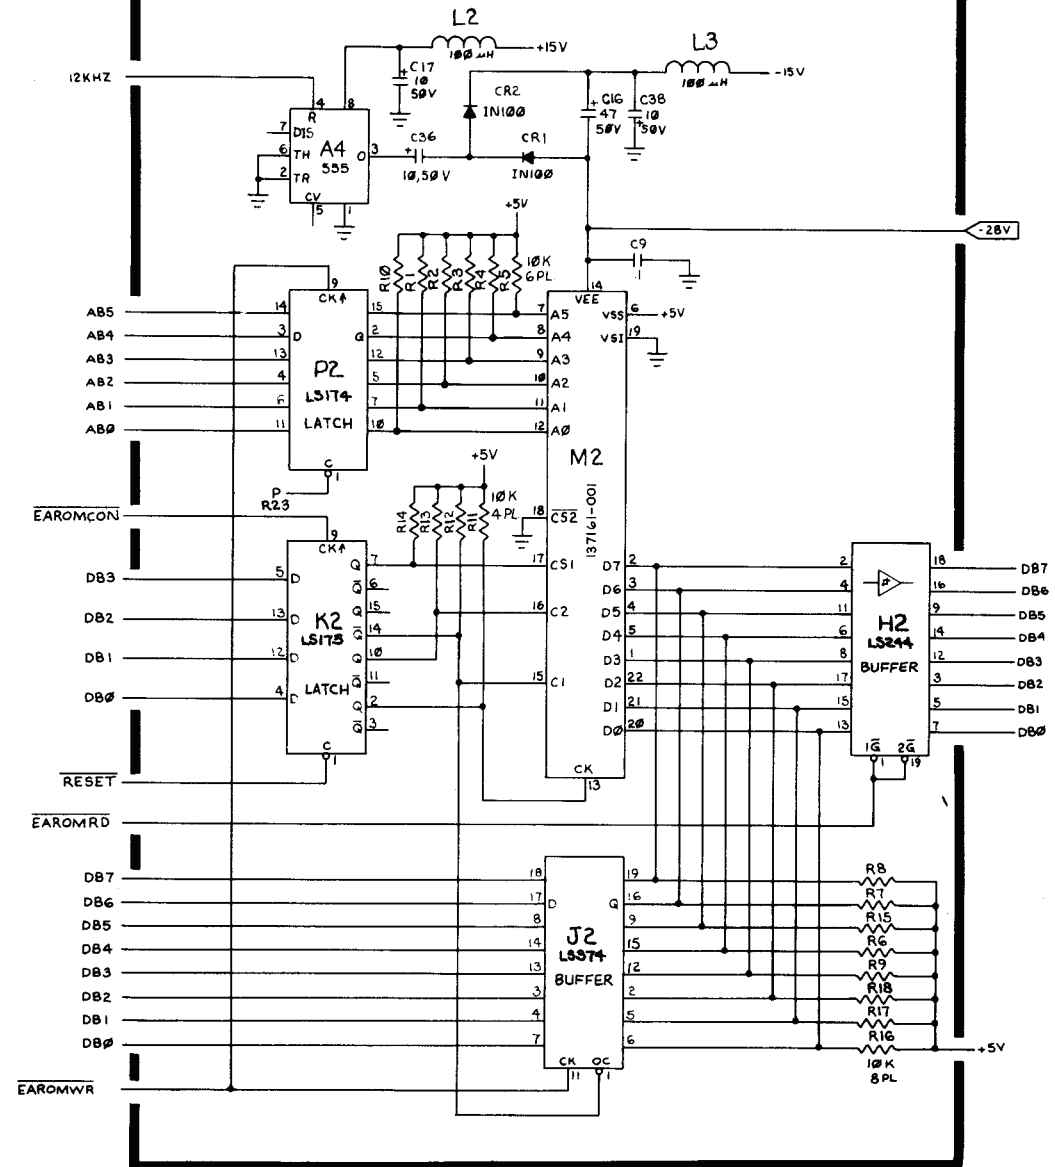 L2
100 µH
+15V
L3
100 µH
-15V
12KHZ
+ C17
10
50V
CR2
IN100
+ C16
47
50V
C38
10
+ 50V
4
8
R
7
DIS
6
TH
2
TR
A4
555
O
3
CV
5
1
+ C36
10,50V
CR1
IN100
+5V
-28V
C9
.1
R10
R1
R2
R3
R4
R5
10K
6PL
9
CK↑
AB5
14
15
AB4
3
D
Q
2
AB3
13
12
AB2
4
5
AB1
6
7
AB0
11
10
P2
LS174
LATCH
C
1
P
R23
14
VEE
7
A5
8
A4
9
A3
10
A2
11
A1
12
A0
VSS
6
+5V
VSI
19
M2
137161-001
18
CS2
17
CS1
16
C2
15
C1
CK
13
D7
2
D6
3
D5
4
D4
5
D3
1
D2
22
D1
21
D0
20
+5V
R14
R13
R12
R11
10K
4PL
EAROMCON
9
CK↑
DB3
5
D
DB2
13
D
DB1
12
D
DB0
4
D
K2
LS175
LATCH
Q
7
Q
6
Q
15
Q
14
Q
10
Q
11
Q
2
Q
3
C
1
RESET
EAROMRD
2
4
11
6
8
17
15
13
#
H2
LS244
BUFFER
18
DB7
16
DB6
9
DB5
14
DB4
12
DB3
3
DB2
5
DB1
7
DB0
1G
2G
1
19
DB7
18
19
DB6
17
D
Q
16
DB5
8
9
DB4
14
15
DB3
13
12
DB2
3
2
DB1
4
5
DB0
7
6
J2
LS374
BUFFER
CK
OC
11
1
R8
R7
R15
R6
R9
R18
R17
R16
10K
8PL
+5V
EAROMWR